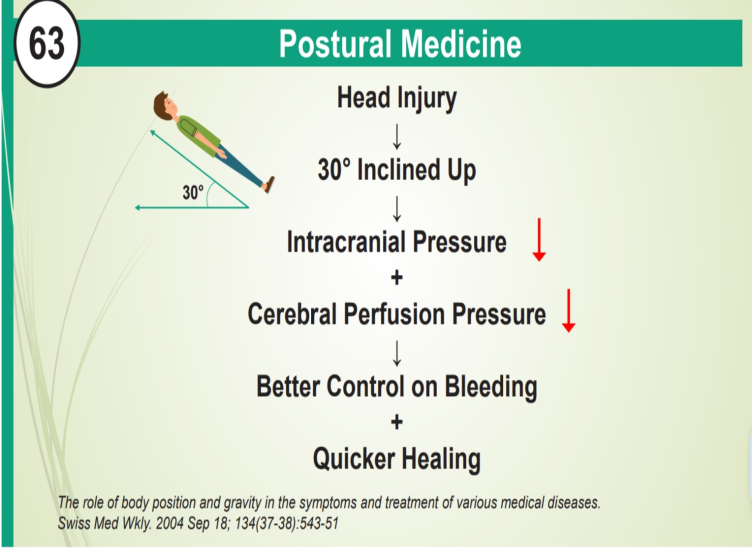 63
Postural Medicine
Head Injury
↓
30° Inclined Up
30°
↓
Intracranial Pressure ↓
+
Cerebral Perfusion Pressure ↓
↓
Better Control on Bleeding
+
Quicker Healing
The role of body position and gravity in the symptoms and treatment of various medical diseases.
Swiss Med Wkly. 2004 Sep 18; 134(37-38):543-51